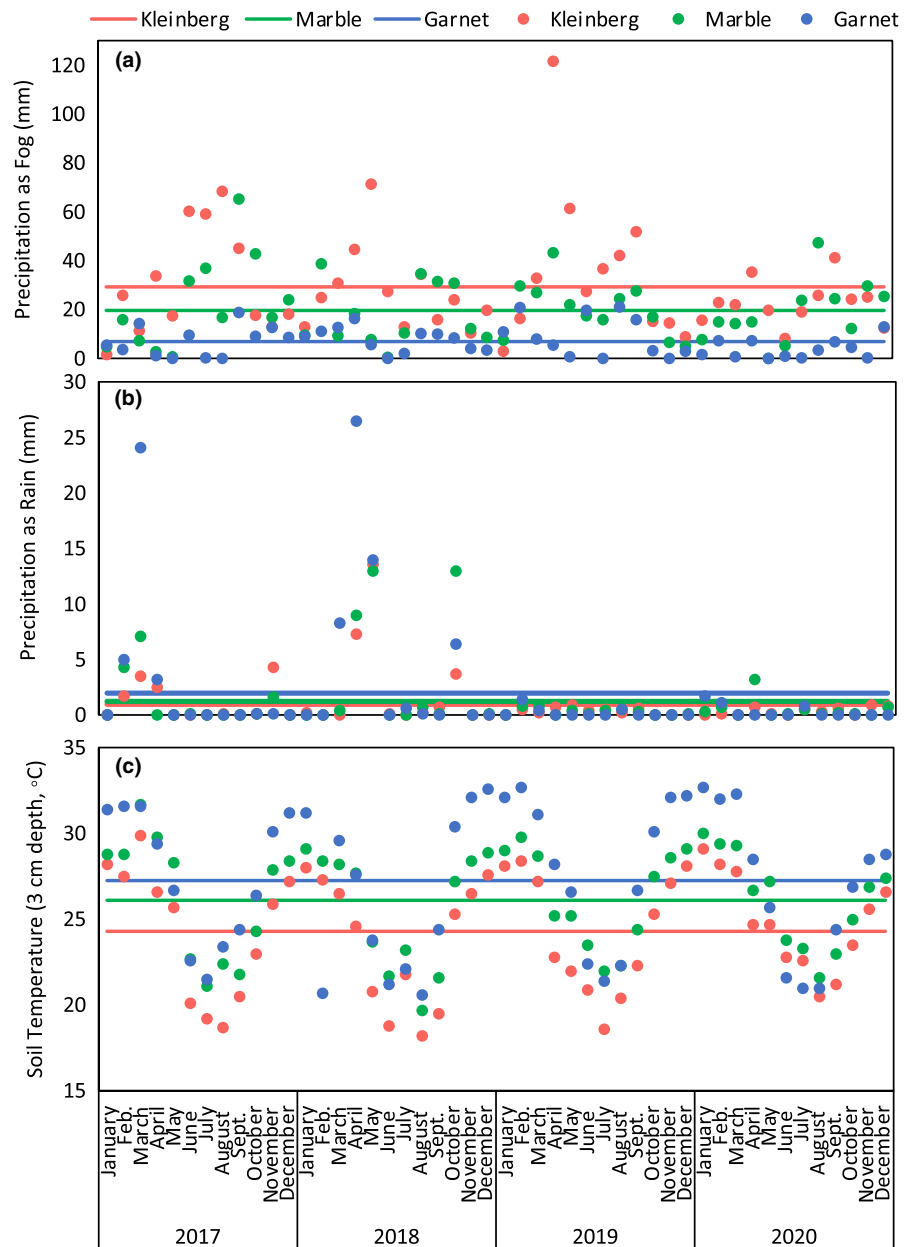 Kleinberg Marble Garnet Kleinberg Marble Garnet
(a)
Precipitation as Fog (mm)
120
100
80
60
40
20
0
(b)
Precipitation as Rain (mm)
30
25
20
15
10
5
0
(c)
Soil Temperature (3 cm depth, °C)
35
30
25
20
15
January Feb. March April May June July August Sept. October November December January Feb. March April May June July August Sept. October November December January Feb. March April May June July August Sept. October November December January Feb. March April May June July August Sept. October November December
2017 2018 2019 2020